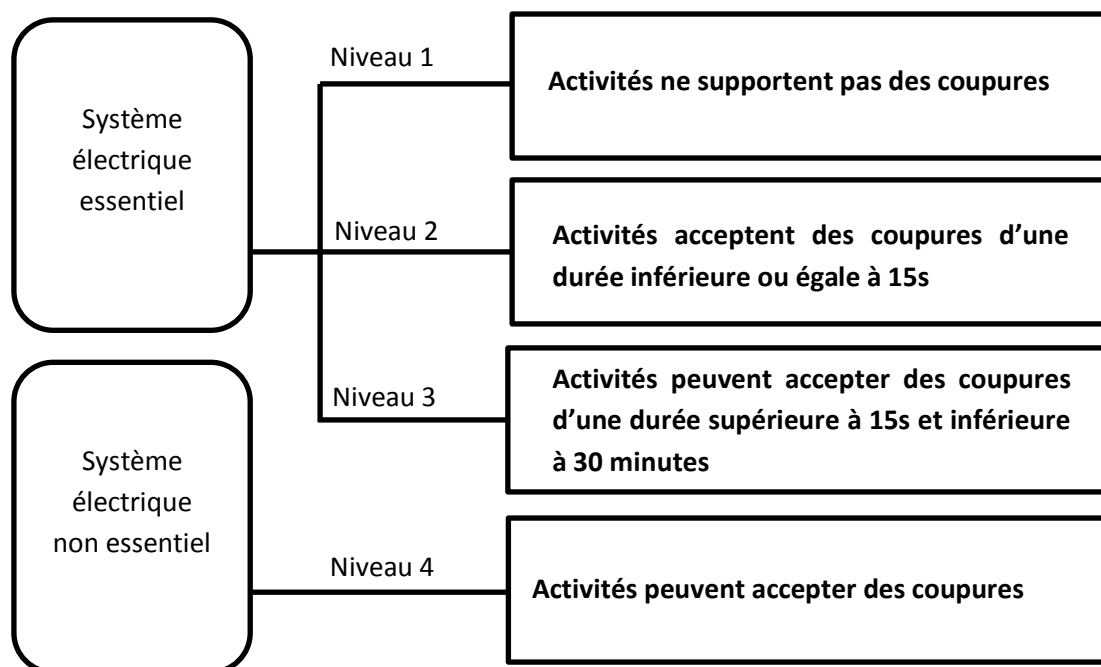 Système
électrique
essentiel
Niveau 1
Activités ne supportent pas des coupures
Niveau 2
Activités acceptent des coupures d’une
durée inférieure ou égale à 15s
Niveau 3
Activités peuvent accepter des coupures
d’une durée supérieure à 15s et inférieure
à 30 minutes
Système
électrique
non essentiel
Niveau 4
Activités peuvent accepter des coupures